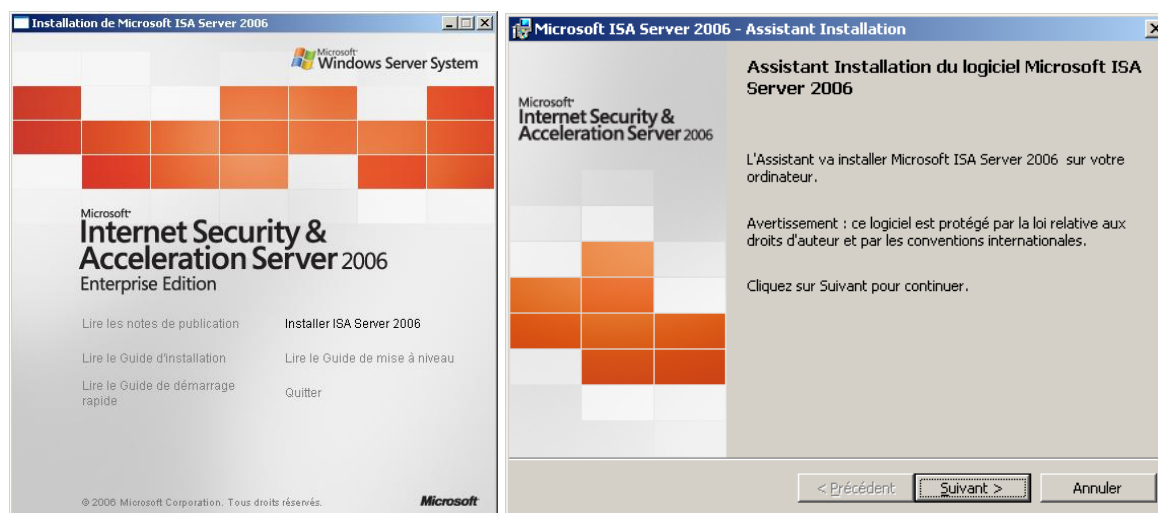 Installation de Microsoft ISA Server 2006
Microsoft
Windows Server System
Microsoft
Internet Security &
Acceleration Server 2006
Enterprise Edition
Lire les notes de publication
Installer ISA Server 2006
Lire le Guide d'installation
Lire le Guide de mise à niveau
Lire le Guide de démarrage
rapide
Quitter
© 2006 Microsoft Corporation. Tous droits réservés.
Microsoft
Microsoft ISA Server 2006 - Assistant Installation
Microsoft
Internet Security &
Acceleration Server 2006
Assistant Installation du logiciel Microsoft ISA
Server 2006
L'Assistant va installer Microsoft ISA Server 2006 sur votre
ordinateur.
Avertissement : ce logiciel est protégé par la loi relative aux
droits d'auteur et par les conventions internationales.
Cliquez sur Suivant pour continuer.
< Précédent
Suivant >
Annuler